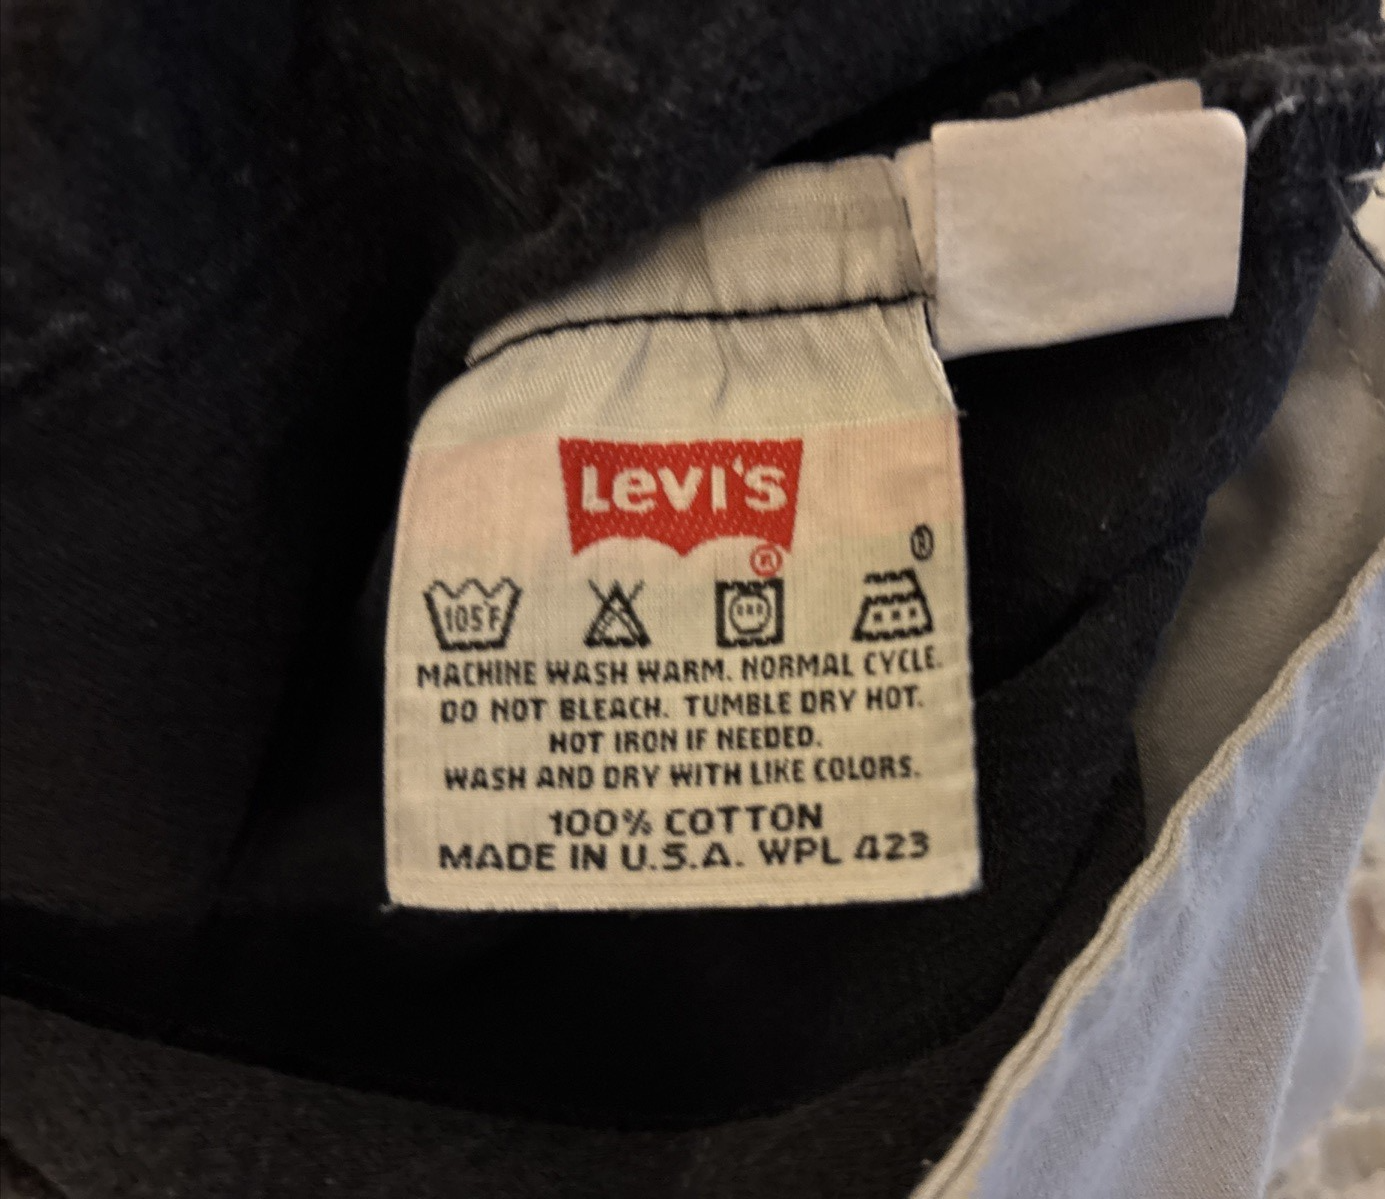 Levi's
®
®
105°F
MACHINE WASH WARM. NORMAL CYCLE.
DO NOT BLEACH. TUMBLE DRY HOT.
HOT IRON IF NEEDED.
WASH AND DRY WITH LIKE COLORS.
100% COTTON
MADE IN U.S.A. WPL 423